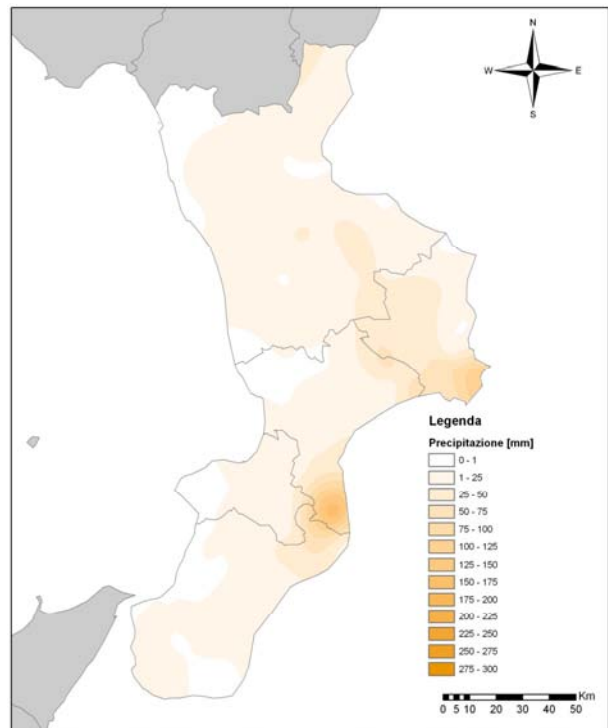 N
W E
S
Legenda
Precipitazione [mm]
0 - 1
1 - 25
25 - 50
50 - 75
75 - 100
100 - 125
125 - 150
150 - 175
175 - 200
200 - 225
225 - 250
250 - 275
275 - 300
Km
0 5 10 20 30 40 50